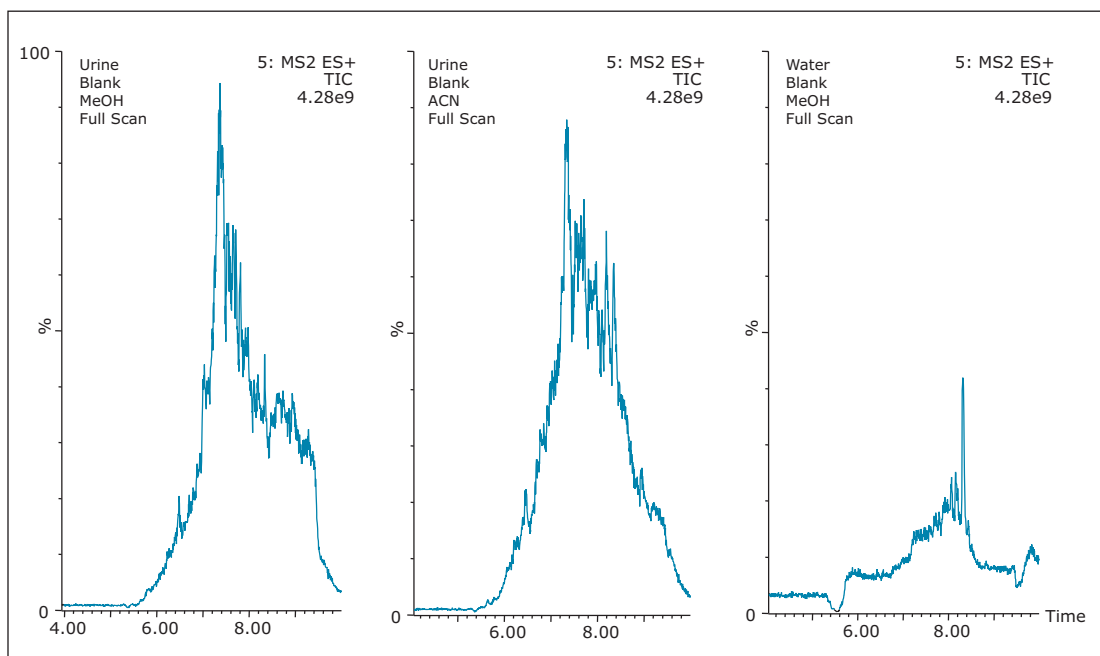 100
Urine
Blank
MeOH
Full Scan
5: MS2 ES+
TIC
4.28e9
%
0
4.00
6.00
8.00
Urine
Blank
ACN
Full Scan
5: MS2 ES+
TIC
4.28e9
%
0
6.00
8.00
Water
Blank
MeOH
Full Scan
5: MS2 ES+
TIC
4.28e9
%
0
6.00
8.00
Time